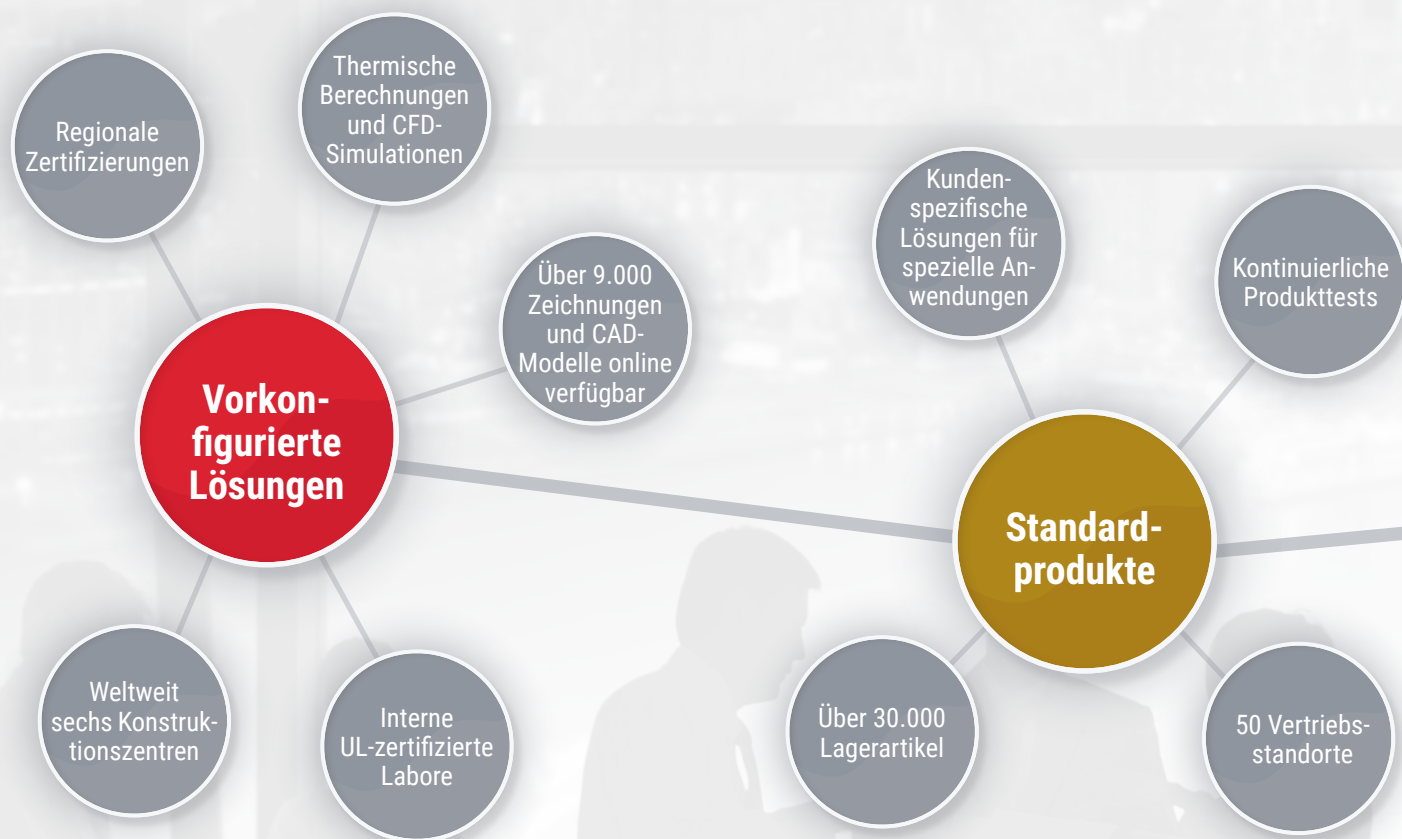 Regionale
Zertifizierungen
Thermische
Berechnungen
und CFD-
Simulationen
Über 9.000
Zeichnungen
und CAD-
Modelle online
verfügbar
Vorkon-
figurierte
Lösungen
Weltweit
sechs Konstruk-
tionszentren
Interne
UL-zertifizierte
Labore
Kunden-
spezifische
Lösungen für
spezielle An-
wendungen
Kontinuierliche
Produkttests
Standard-
produkte
Über 30.000
Lagerartikel
50 Vertriebs-
standorte